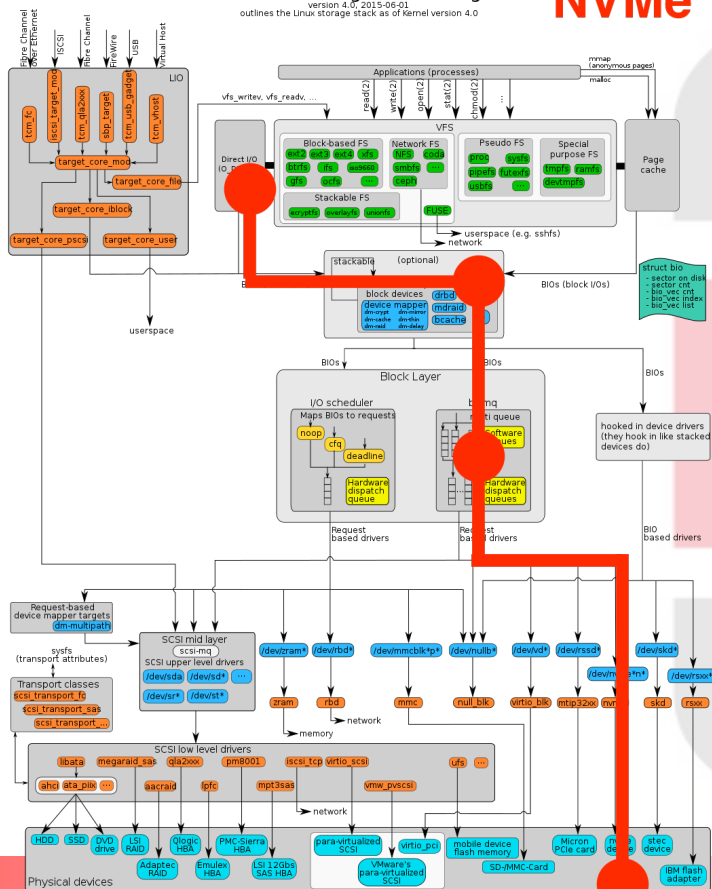 NVMe
version 4.0, 2015-06-01
outlines the Linux storage stack as of Kernel version 4.0
Fibre Channel
over Ethernet
ISCSI
Fibre Channel
FireWire
USB
Virtual Host
LIO
tcm_fc
iscsi_target_mod
tcm_qla2xxx
sbp_target
tcm_usb_gadget
tcm_vhost
target_core_mod
target_core_file
target_core_iblock
target_core_pscsi
target_core_user
userspace
Applications (processes)
mmap
(anonymous pages)
malloc
vfs_writev, vfs_readv, ...
read(2)
write(2)
open(2)
stat(2)
chmod(2)
...
VFS
Direct I/O
Block-based FS
ext2 ext3 ext4 xfs
btrfs ifs iso9660
gfs ocfs ...
Network FS
NFS coda
smbfs ...
ceph
Pseudo FS
proc sysfs
pipefs futexfs
usbfs ...
Special
purpose FS
tmpfs ramfs
devtmpfs
Stackable FS
ecryptfs overlayfs unionfs
FUSE
userspace (e.g. sshfs)
network
Page
cache
stackable
(optional)
block devices
device mapper
dm-crypt dm-mirror
dm-cache dm-thin
dm-raid dm-delay
drbd
mdraid
bcache
BIOs (block I/Os)
struct bio
- sector on disk
- sector cnt
- bio_vec cnt
- bio_vec index
- bio_vec list
BIOs
BIOs
BIOs
Block Layer
I/O scheduler
Maps BIOs to requests
noop
cfq
deadline
Hardware
dispatch
queue
queue
Hardware
dispatch
hooked in device drivers
(they hook in like stacked
devices do)
Request
based drivers
based drivers
BIO
based drivers
Request-based
device mapper targets
dm-multipath
sysfs
(transport attributes)
Transport classes
scsi_transport_fc
scsi_transport_sas
scsi_transport_...
SCSI mid layer
scsi-mq
SCSI upper level drivers
/dev/sda /dev/sd* ...
/dev/sr* /dev/st*
/dev/zram*
/dev/rbd*
/dev/mmcblk*p*
/dev/nullb*
/dev/vd*
/dev/rssd*
/dev/skd*
/dev/rsxx*
zram
rbd
mmc
null_blk
virtio_blk
mtip32xx
skd
rsxx
network
memory
SCSI low level drivers
libata
megaraid_sas
qla2xxx
pm8001
iscsi_tcp
virtio_scsi
ufs
...
ahci ata_piix ...
aacraid
lpfc
mpt3sas
vmw_pvscsi
network
HDD
SSD
DVD
drive
LSI
RAID
Qlogic
HBA
PMC-Sierra
HBA
para-virtualized
SCSI
virtio_pci
mobile device
flash memory
Micron
PCIe card
stec
device
Adaptec
RAID
Emulex
HBA
LSI 12Gbs
SAS HBA
VMware's
para-virtualized
SCSI
SD-/MMC-Card
IBM flash
adapter
Physical devices